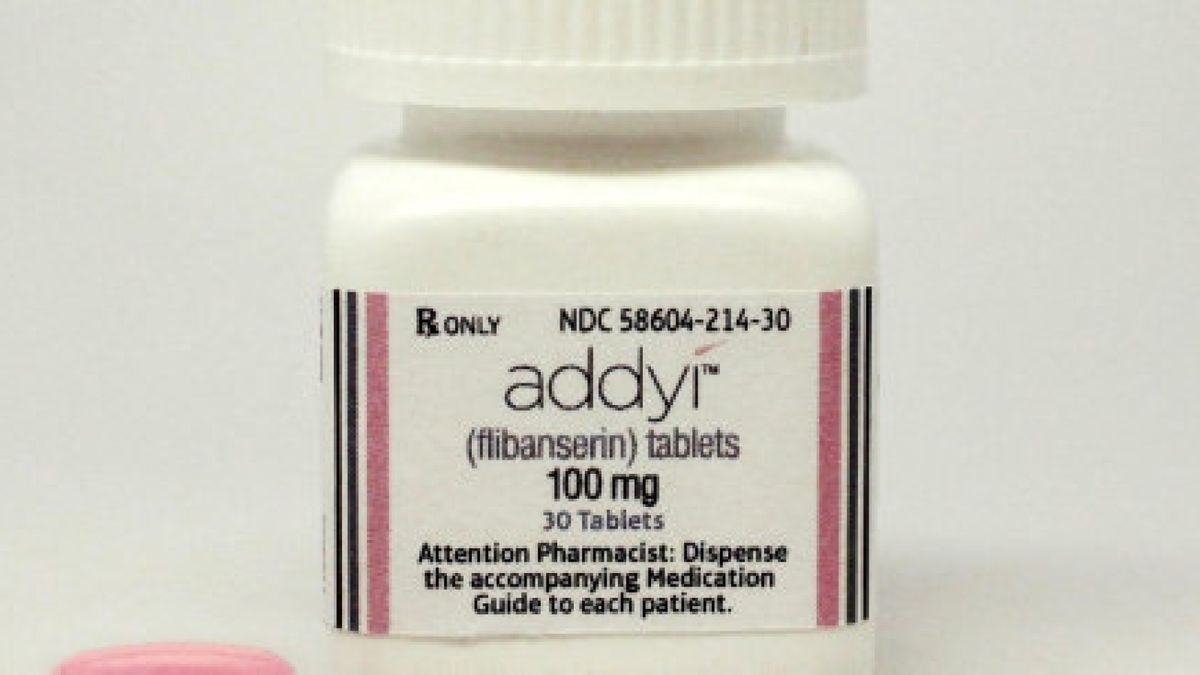 ℞ ONLY NDC 58604-214-30
addyi™
(flibanserin) tablets
100 mg
30 Tablets
Attention Pharmacist: Dispense
the accompanying Medication
Guide to each patient.